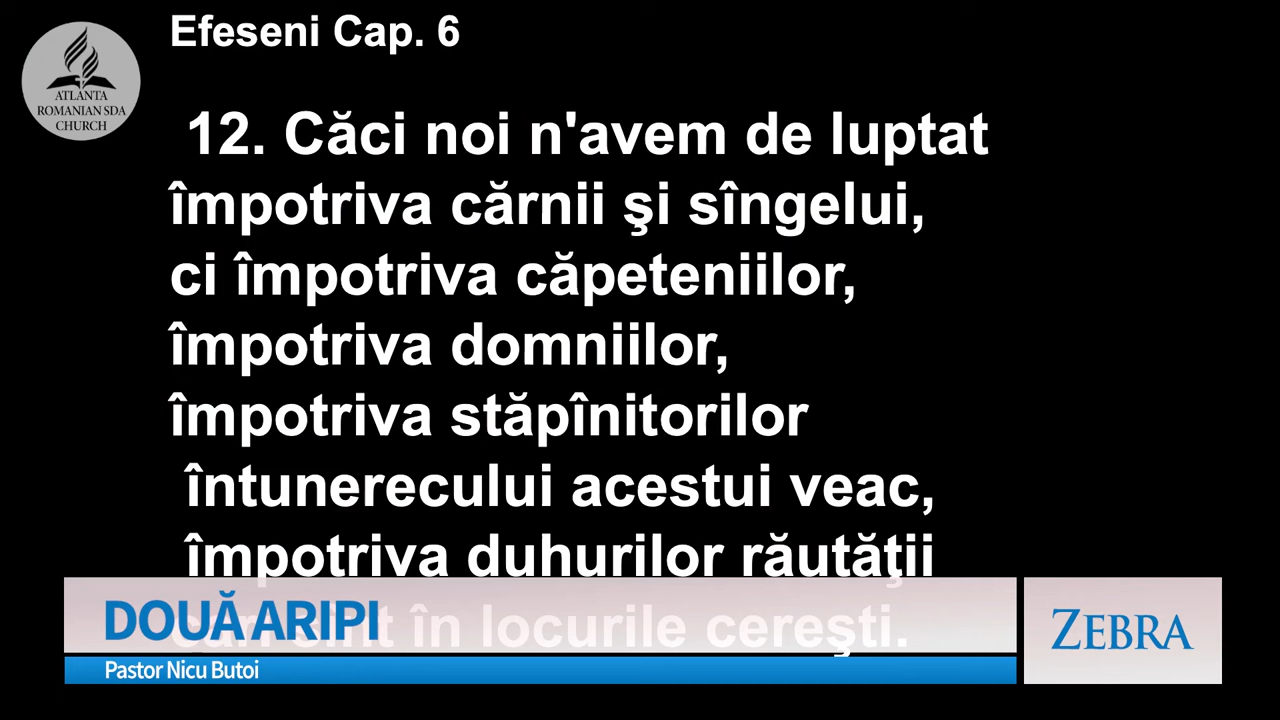 Efeseni Cap. 6
ATLANTA
ROMANIAN SDA
CHURCH
12. Căci noi n'avem de luptat
împotriva cărnii şi sîngelui,
ci împotriva căpeteniilor,
împotriva domniilor,
împotriva stăpînitorilor
întunerecului acestui veac,
împotriva duhurilor răutăţii
în locurile cereşti.
DOUĂ ARIPI
Pastor Nicu Butoi
ZEBRA